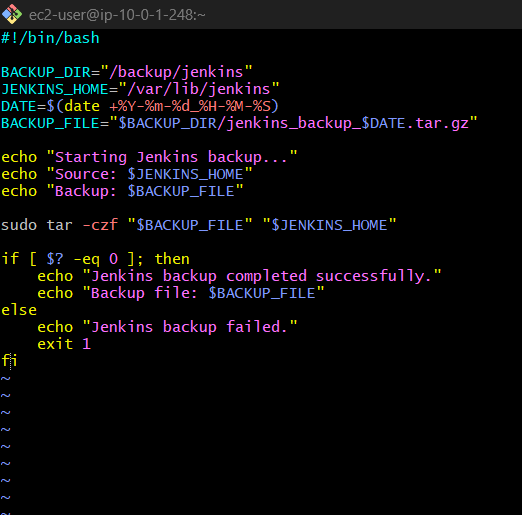 ec2-user@ip-10-0-1-248:~
#!/bin/bash
BACKUP_DIR="/backup/jenkins"
JENKINS_HOME="/var/lib/jenkins"
DATE=$(date +%Y-%m-%d_%H-%M-%S)
BACKUP_FILE="$BACKUP_DIR/jenkins_backup_$DATE.tar.gz"
echo "Starting Jenkins backup..."
echo "Source: $JENKINS_HOME"
echo "Backup: $BACKUP_FILE"
sudo tar -czf "$BACKUP_FILE" "$JENKINS_HOME"
if [ $? -eq 0 ]; then
    echo "Jenkins backup completed successfully."
    echo "Backup file: $BACKUP_FILE"
else
    echo "Jenkins backup failed."
    exit 1
fi
~
~
~
~
~
~
~
~
~